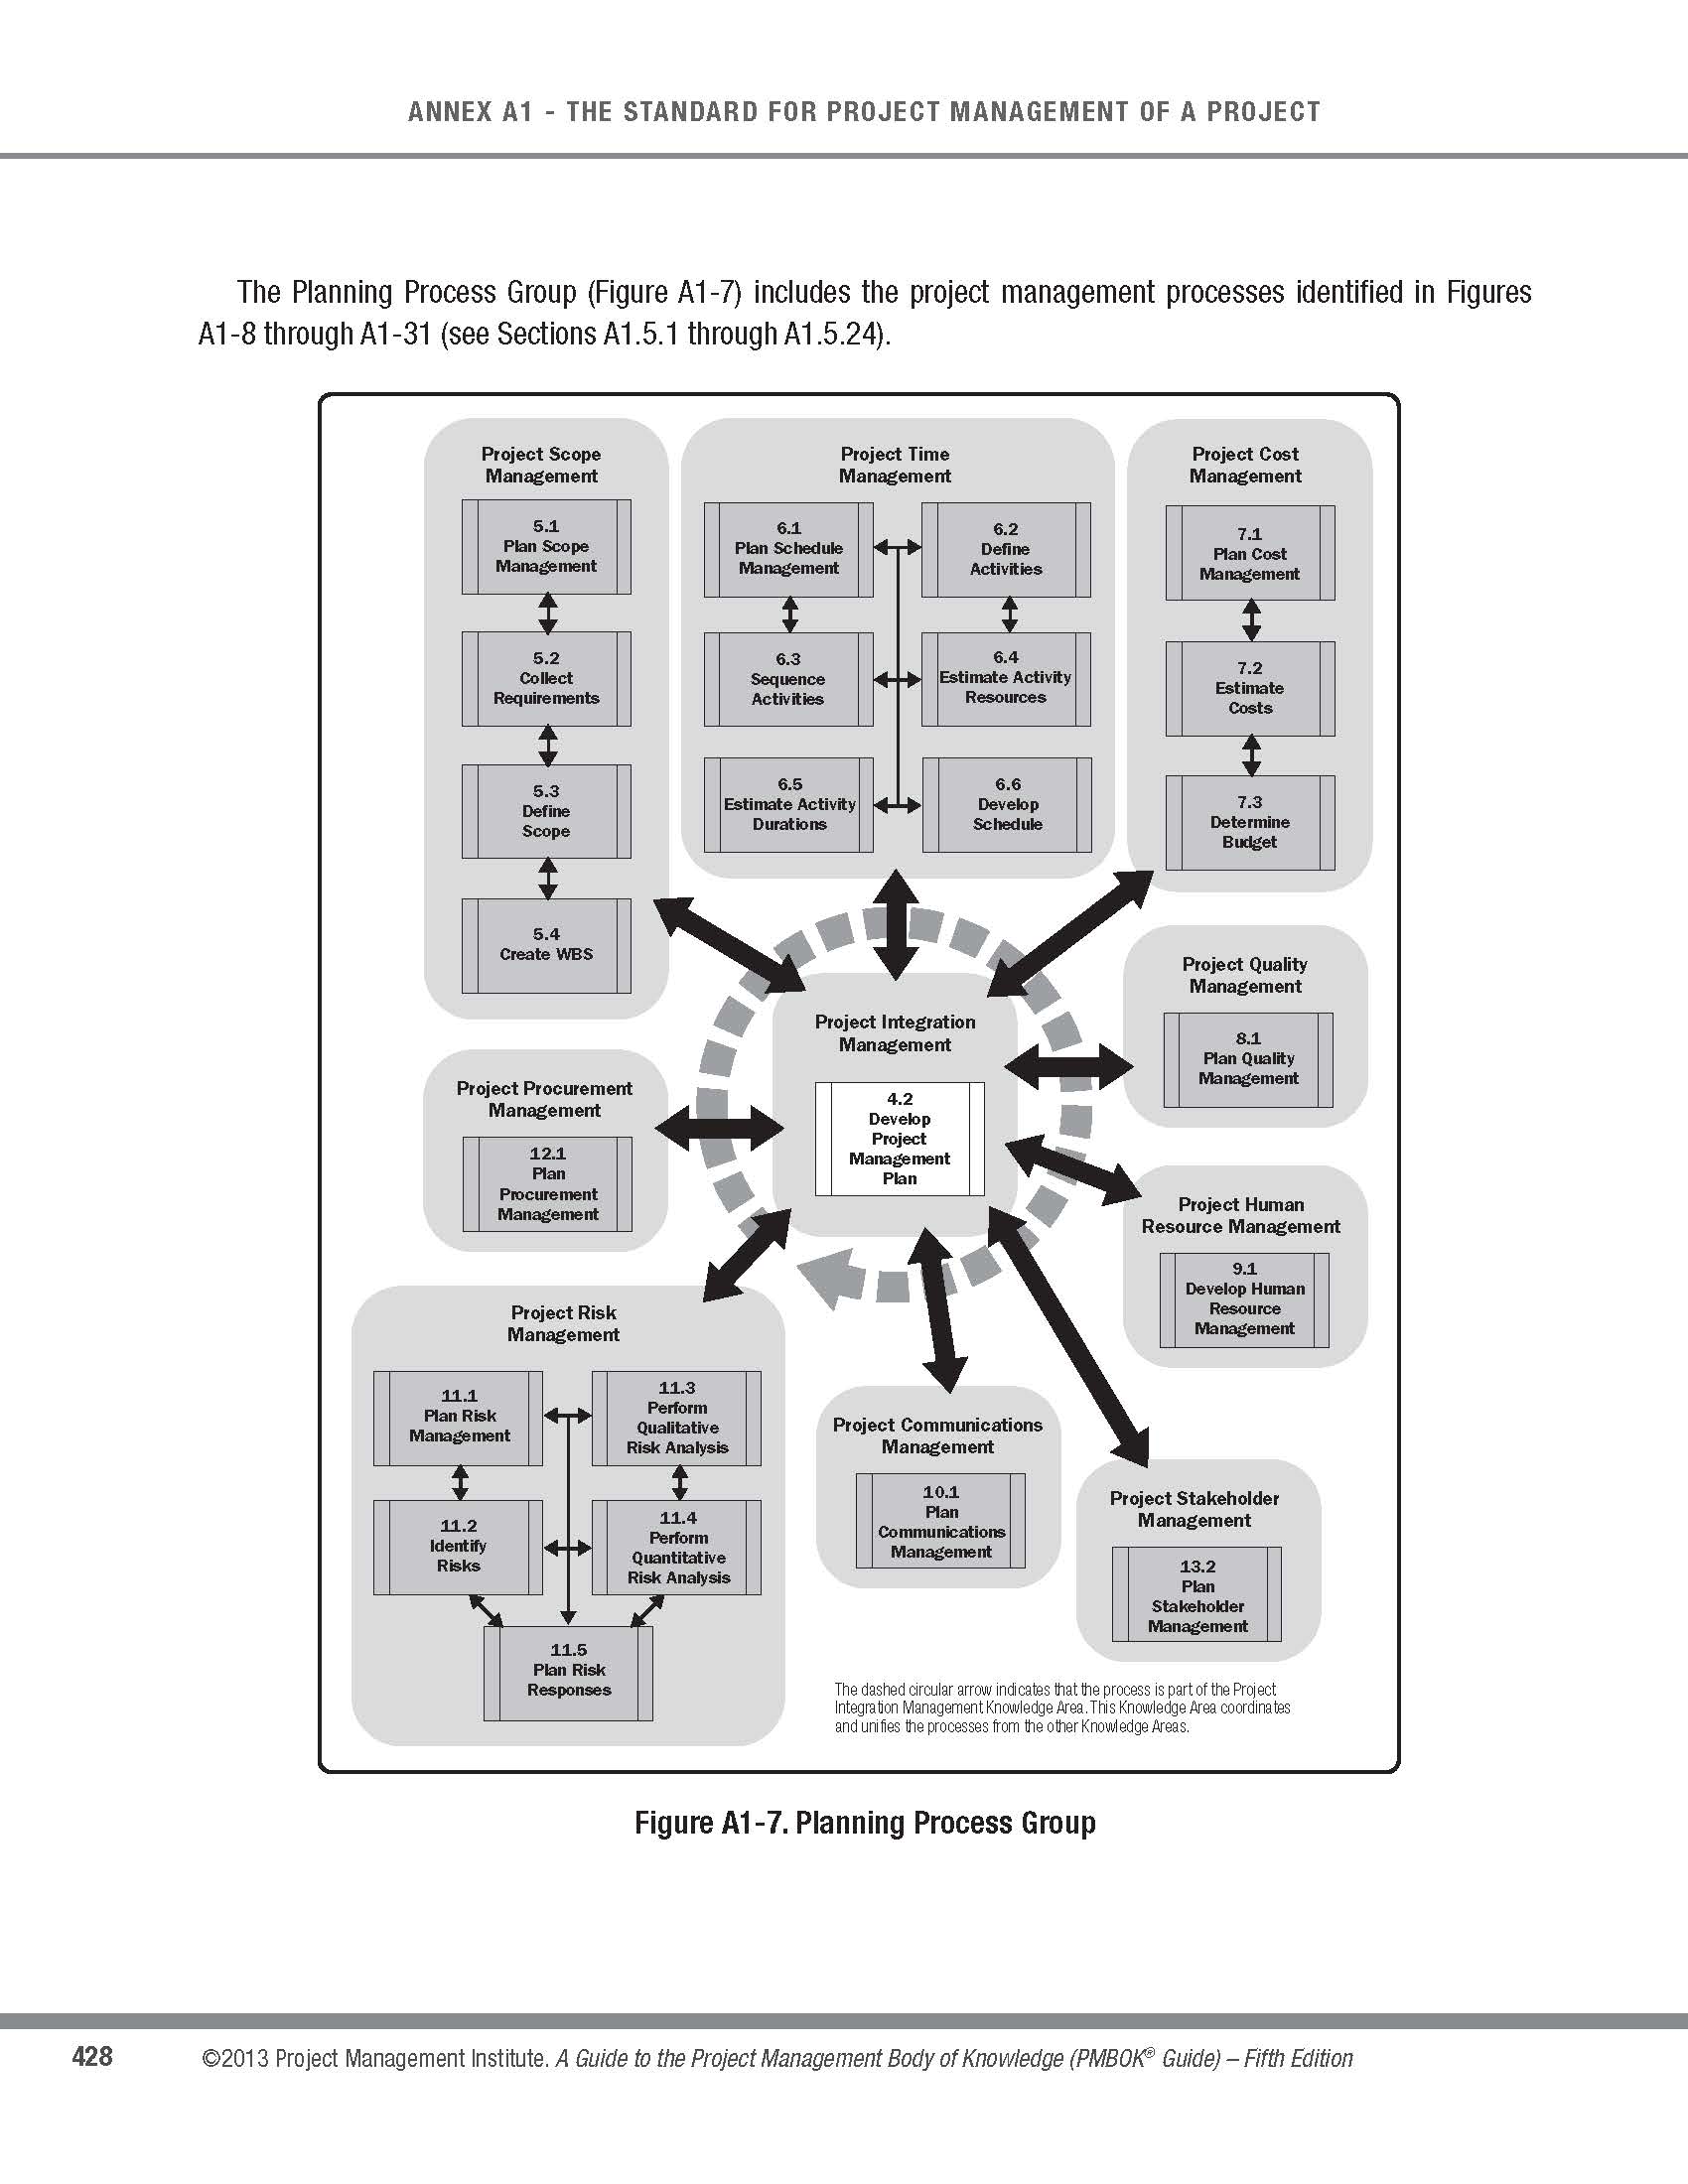 ANNEX A1 - THE STANDARD FOR PROJECT MANAGEMENT OF A PROJECT
The Planning Process Group (Figure A1-7) includes the project management processes identified in Figures
A1-8 through A1-31 (see Sections A1.5.1 through A1.5.24).
Project Scope
Management
5.1
Plan Scope
Management
5.2
Collect
Requirements
5.3
Define
Scope
5.4
Create WBS
Project Time
Management
6.1
Plan Schedule
Management
6.2
Define
Activities
6.3
Sequence
Activities
6.4
Estimate Activity
Resources
6.5
Estimate Activity
Durations
6.6
Develop
Schedule
Project Cost
Management
7.1
Plan Cost
Management
7.2
Estimate
Costs
7.3
Determine
Budget
Project Integration
Management
4.2
Develop
Project
Management
Plan
Project Quality
Management
8.1
Plan Quality
Management
Project Procurement
Management
12.1
Plan
Procurement
Management
Project Human
Resource Management
9.1
Develop Human
Resource
Management
Project Risk
Management
11.1
Plan Risk
Management
11.3
Perform
Qualitative
Risk Analysis
11.2
Identify
Risks
11.4
Perform
Quantitative
Risk Analysis
11.5
Plan Risk
Responses
Project Communications
Management
10.1
Plan
Communications
Management
Project Stakeholder
Management
13.2
Plan
Stakeholder
Management
The dashed circular arrow indicates that the process is part of the Project
Integration Management Knowledge Area. This Knowledge Area coordinates
and unifies the processes from the other Knowledge Areas.
Figure A1-7. Planning Process Group
428
©2013 Project Management Institute. A Guide to the Project Management Body of Knowledge (PMBOK® Guide) – Fifth Edition